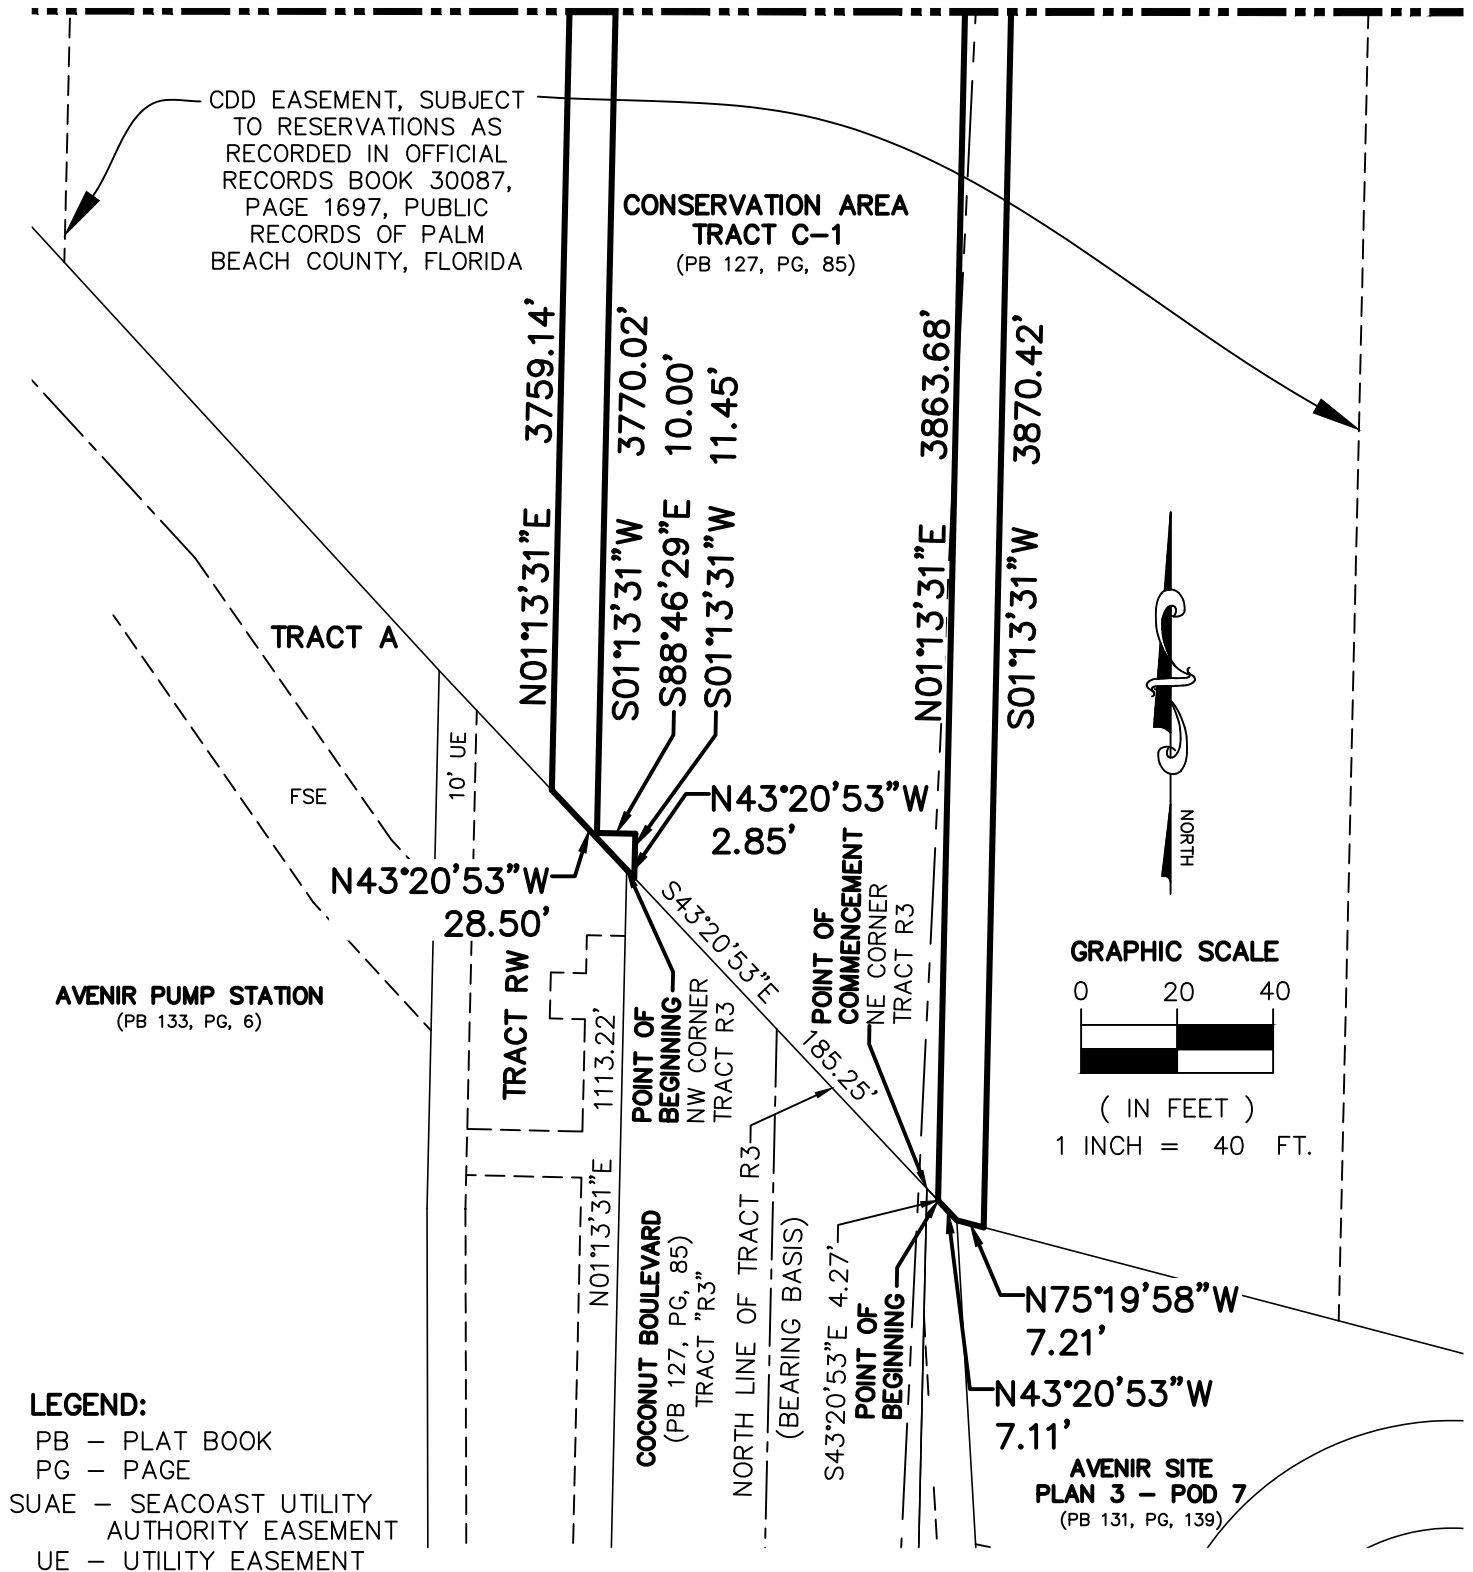 CDD EASEMENT, SUBJECT
TO RESERVATIONS AS
RECORDED IN OFFICIAL
RECORDS BOOK 30087,
PAGE 1697, PUBLIC
RECORDS OF PALM
BEACH COUNTY, FLORIDA
CONSERVATION AREA
TRACT C-1
(PB 127, PG, 85)
N01°13'31"E 3759.14'
S01°13'31"W 3770.02'
S88°46'29"E 10.00'
S01°13'31"W 11.45'
N01°13'31"E 3863.68'
S01°13'31"W 3870.42'
TRACT A
10' UE
FSE
N43°20'53"W
2.85'
N43°20'53"W
28.50'
NORTH
AVENIR PUMP STATION
(PB 133, PG, 6)
TRACT RW
N01°13'31"E 1113.22'
POINT OF
BEGINNING
NW CORNER
TRACT R3
S43°20'53"E 185.25'
POINT OF
COMMENCEMENT
NE CORNER
TRACT R3
GRAPHIC SCALE
0 20 40
( IN FEET )
1 INCH = 40 FT.
COCONUT BOULEVARD
(PB 127, PG, 85)
TRACT "R3"
NORTH LINE OF TRACT R3
(BEARING BASIS)
S43°20'53"E 4.27'
POINT OF
BEGINNING
N75°19'58"W
7.21'
N43°20'53"W
7.11'
AVENIR SITE
PLAN 3 - POD 7
(PB 131, PG, 139)
LEGEND:
PB - PLAT BOOK
PG - PAGE
SUAE - SEACOAST UTILITY
AUTHORITY EASEMENT
UE - UTILITY EASEMENT